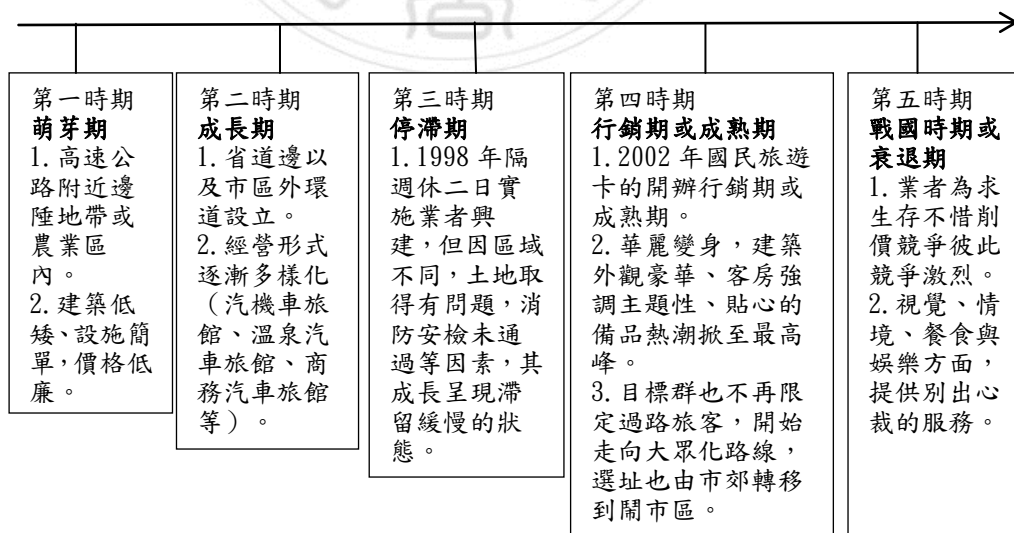 第一時期
萌芽期
1.高速公
路附近邊
陲地帶或
農業區
內。
2.建築低
矮、設施簡
單，價格低
廉。
第二時期
成長期
1.省道邊以
及市區外環
道設立。
2.經營形式
逐漸多樣化
（汽機車旅
館、溫泉汽
車旅館、商
務汽車旅館
等）。
第三時期
停滯期
1.1998 年隔
週休二日實
施業者興
建，但因區域
不同，土地取
得有問題，消
防安檢未通
過等因素，其
成長呈現滯
留緩慢的狀
態。
第四時期
行銷期或成熟期
1.2002 年國民旅遊
卡的開辦行銷期或
成熟期。
2.華麗變身，建築
外觀豪華、客房強
調主題性、貼心的
備品熱潮掀至最高
峰。
3.目標群也不再限
定過路旅客，開始
走向大眾化路線，
選址也由市郊轉移
到鬧市區。
第五時期
戰國時期或
衰退期
1.業者為求
生存不惜削
價競爭彼此
競爭激烈。
2.視覺、情
境、餐食與
娛樂方面，
提供別出心
裁的服務。